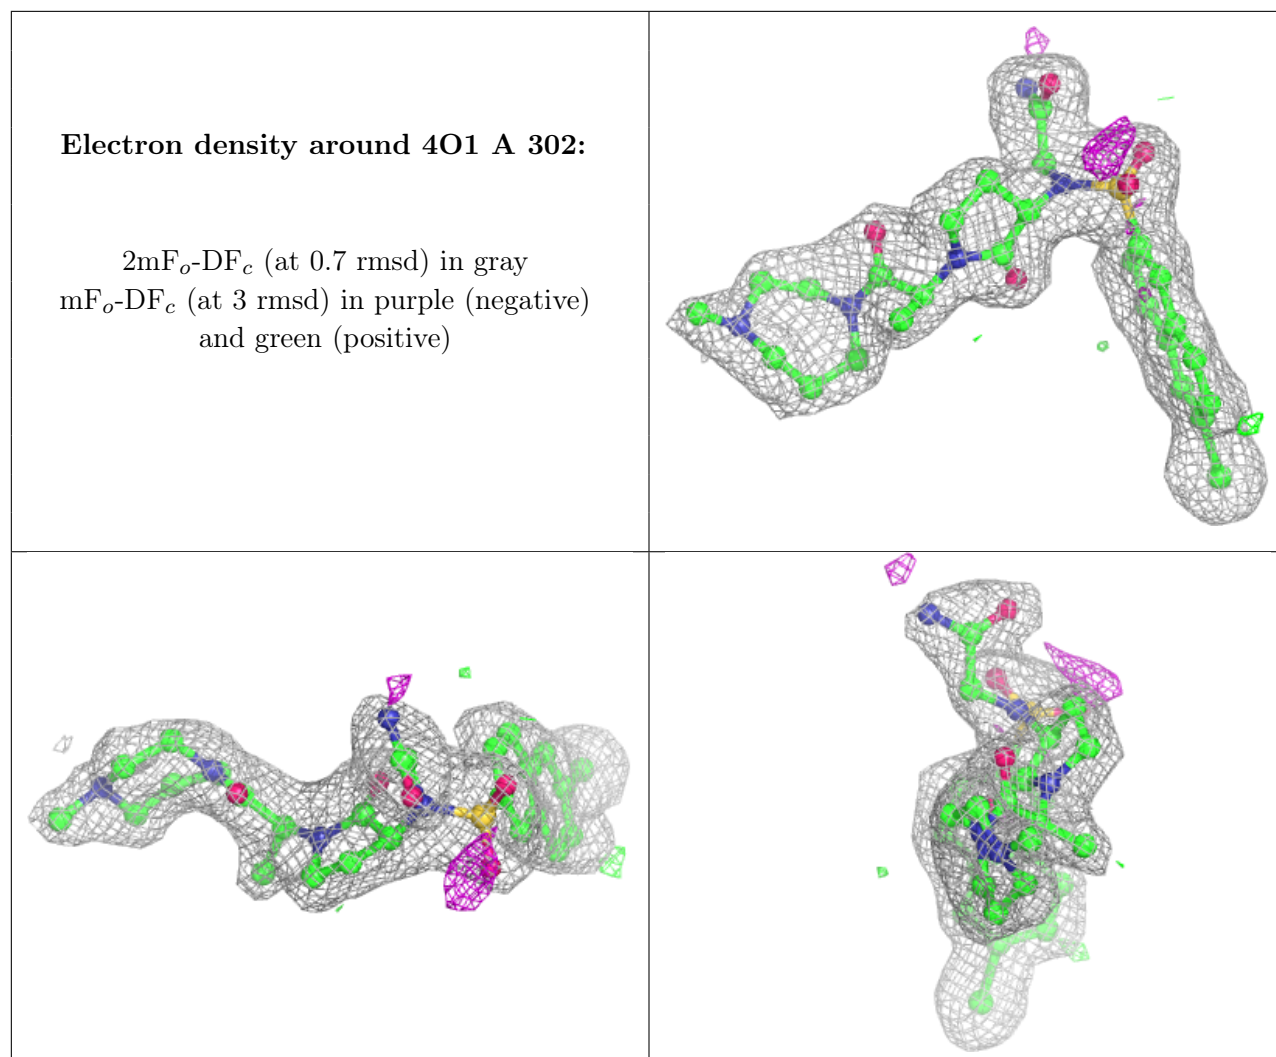 Electron density around 4O1 A 302:
2mFo-DFc (at 0.7 rmsd) in gray
mFo-DFc (at 3 rmsd) in purple (negative)
and green (positive)